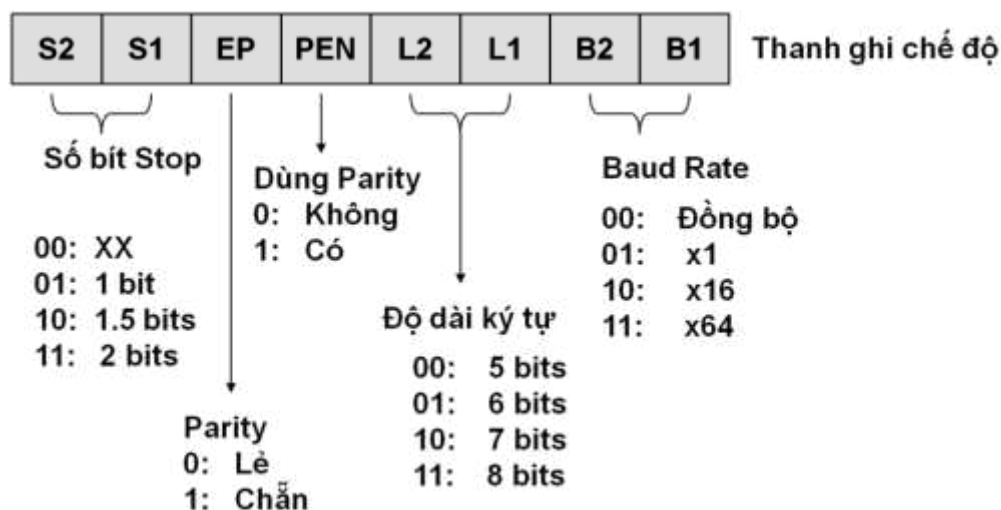 S2 S1 EP PEN L2 L1 B2 B1 Thanh ghi chế độ
Số bít Stop
00: XX
01: 1 bit
10: 1.5 bits
11: 2 bits
Parity
0: Lẻ
1: Chẵn
Dùng Parity
0: Không
1: Có
Độ dài ký tự
00: 5 bits
01: 6 bits
10: 7 bits
11: 8 bits
Baud Rate
00: Đồng bộ
01: x1
10: x16
11: x64